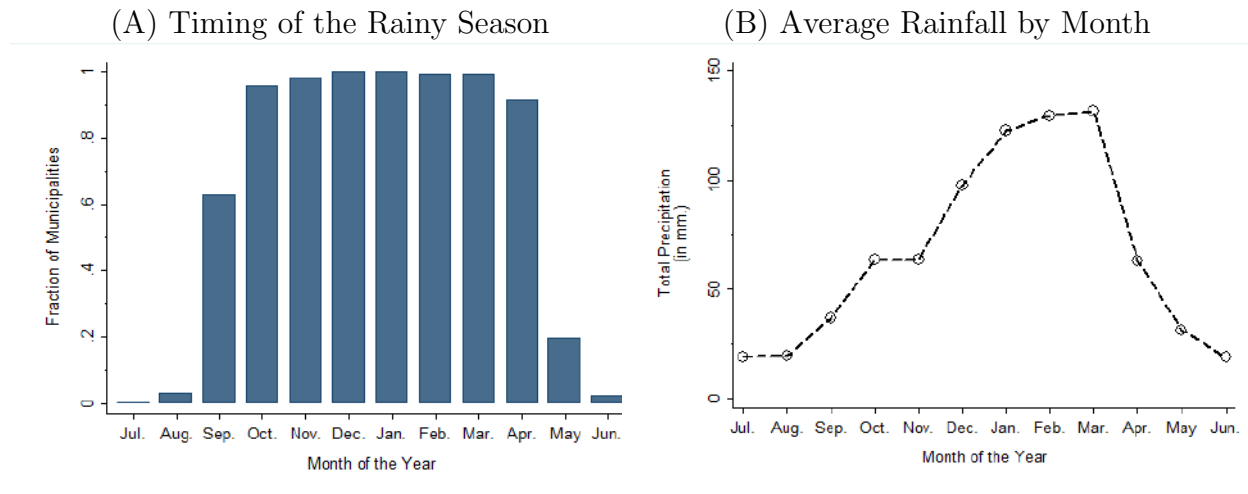 (A) Timing of the Rainy Season
Fraction of Municipalities
1
.8
.6
.4
.2
0
Jul. Aug. Sep. Oct. Nov. Dec. Jan. Feb. Mar. Apr. May Jun.
Month of the Year
(B) Average Rainfall by Month
Total Precipitation
(in mm.)
150
100
50
0
Jul. Aug. Sep. Oct. Nov. Dec. Jan. Feb. Mar. Apr. May Jun.
Month of the Year